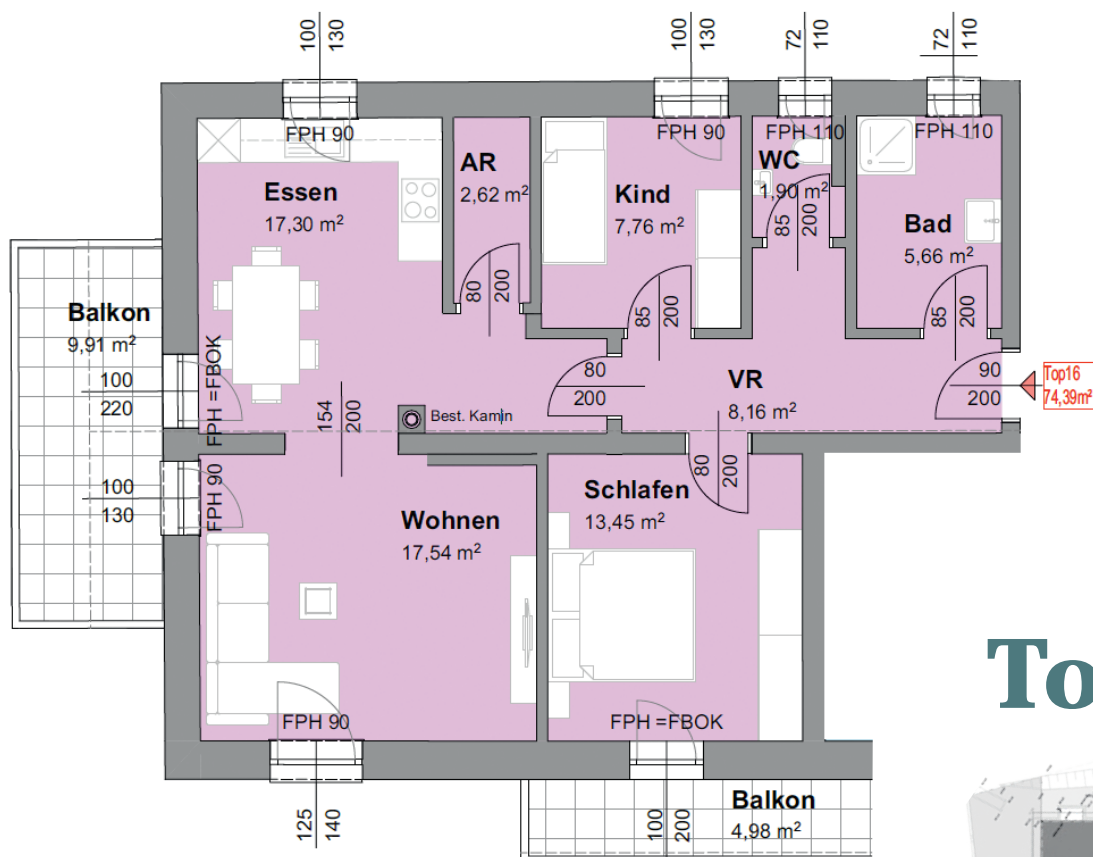 100
130
100
130
72
110
72
110
FPH 90
FPH 90
FPH 110
FPH 110
Essen
17,30 m²
AR
2,62 m²
Kind
7,76 m²
WC
1,90 m²
Bad
5,66 m²
80
200
85
200
85
200
85
200
Balkon
9,91 m²
100
220
FPH =FBOK
154
200
Best. Kamin
80
200
VR
8,16 m²
90
200
Top16
74,39m²
100
130
FPH 90
Wohnen
17,54 m²
Schlafen
13,45 m²
80
200
FPH 90
FPH =FBOK
125
140
100
200
Balkon
4,98 m²
To